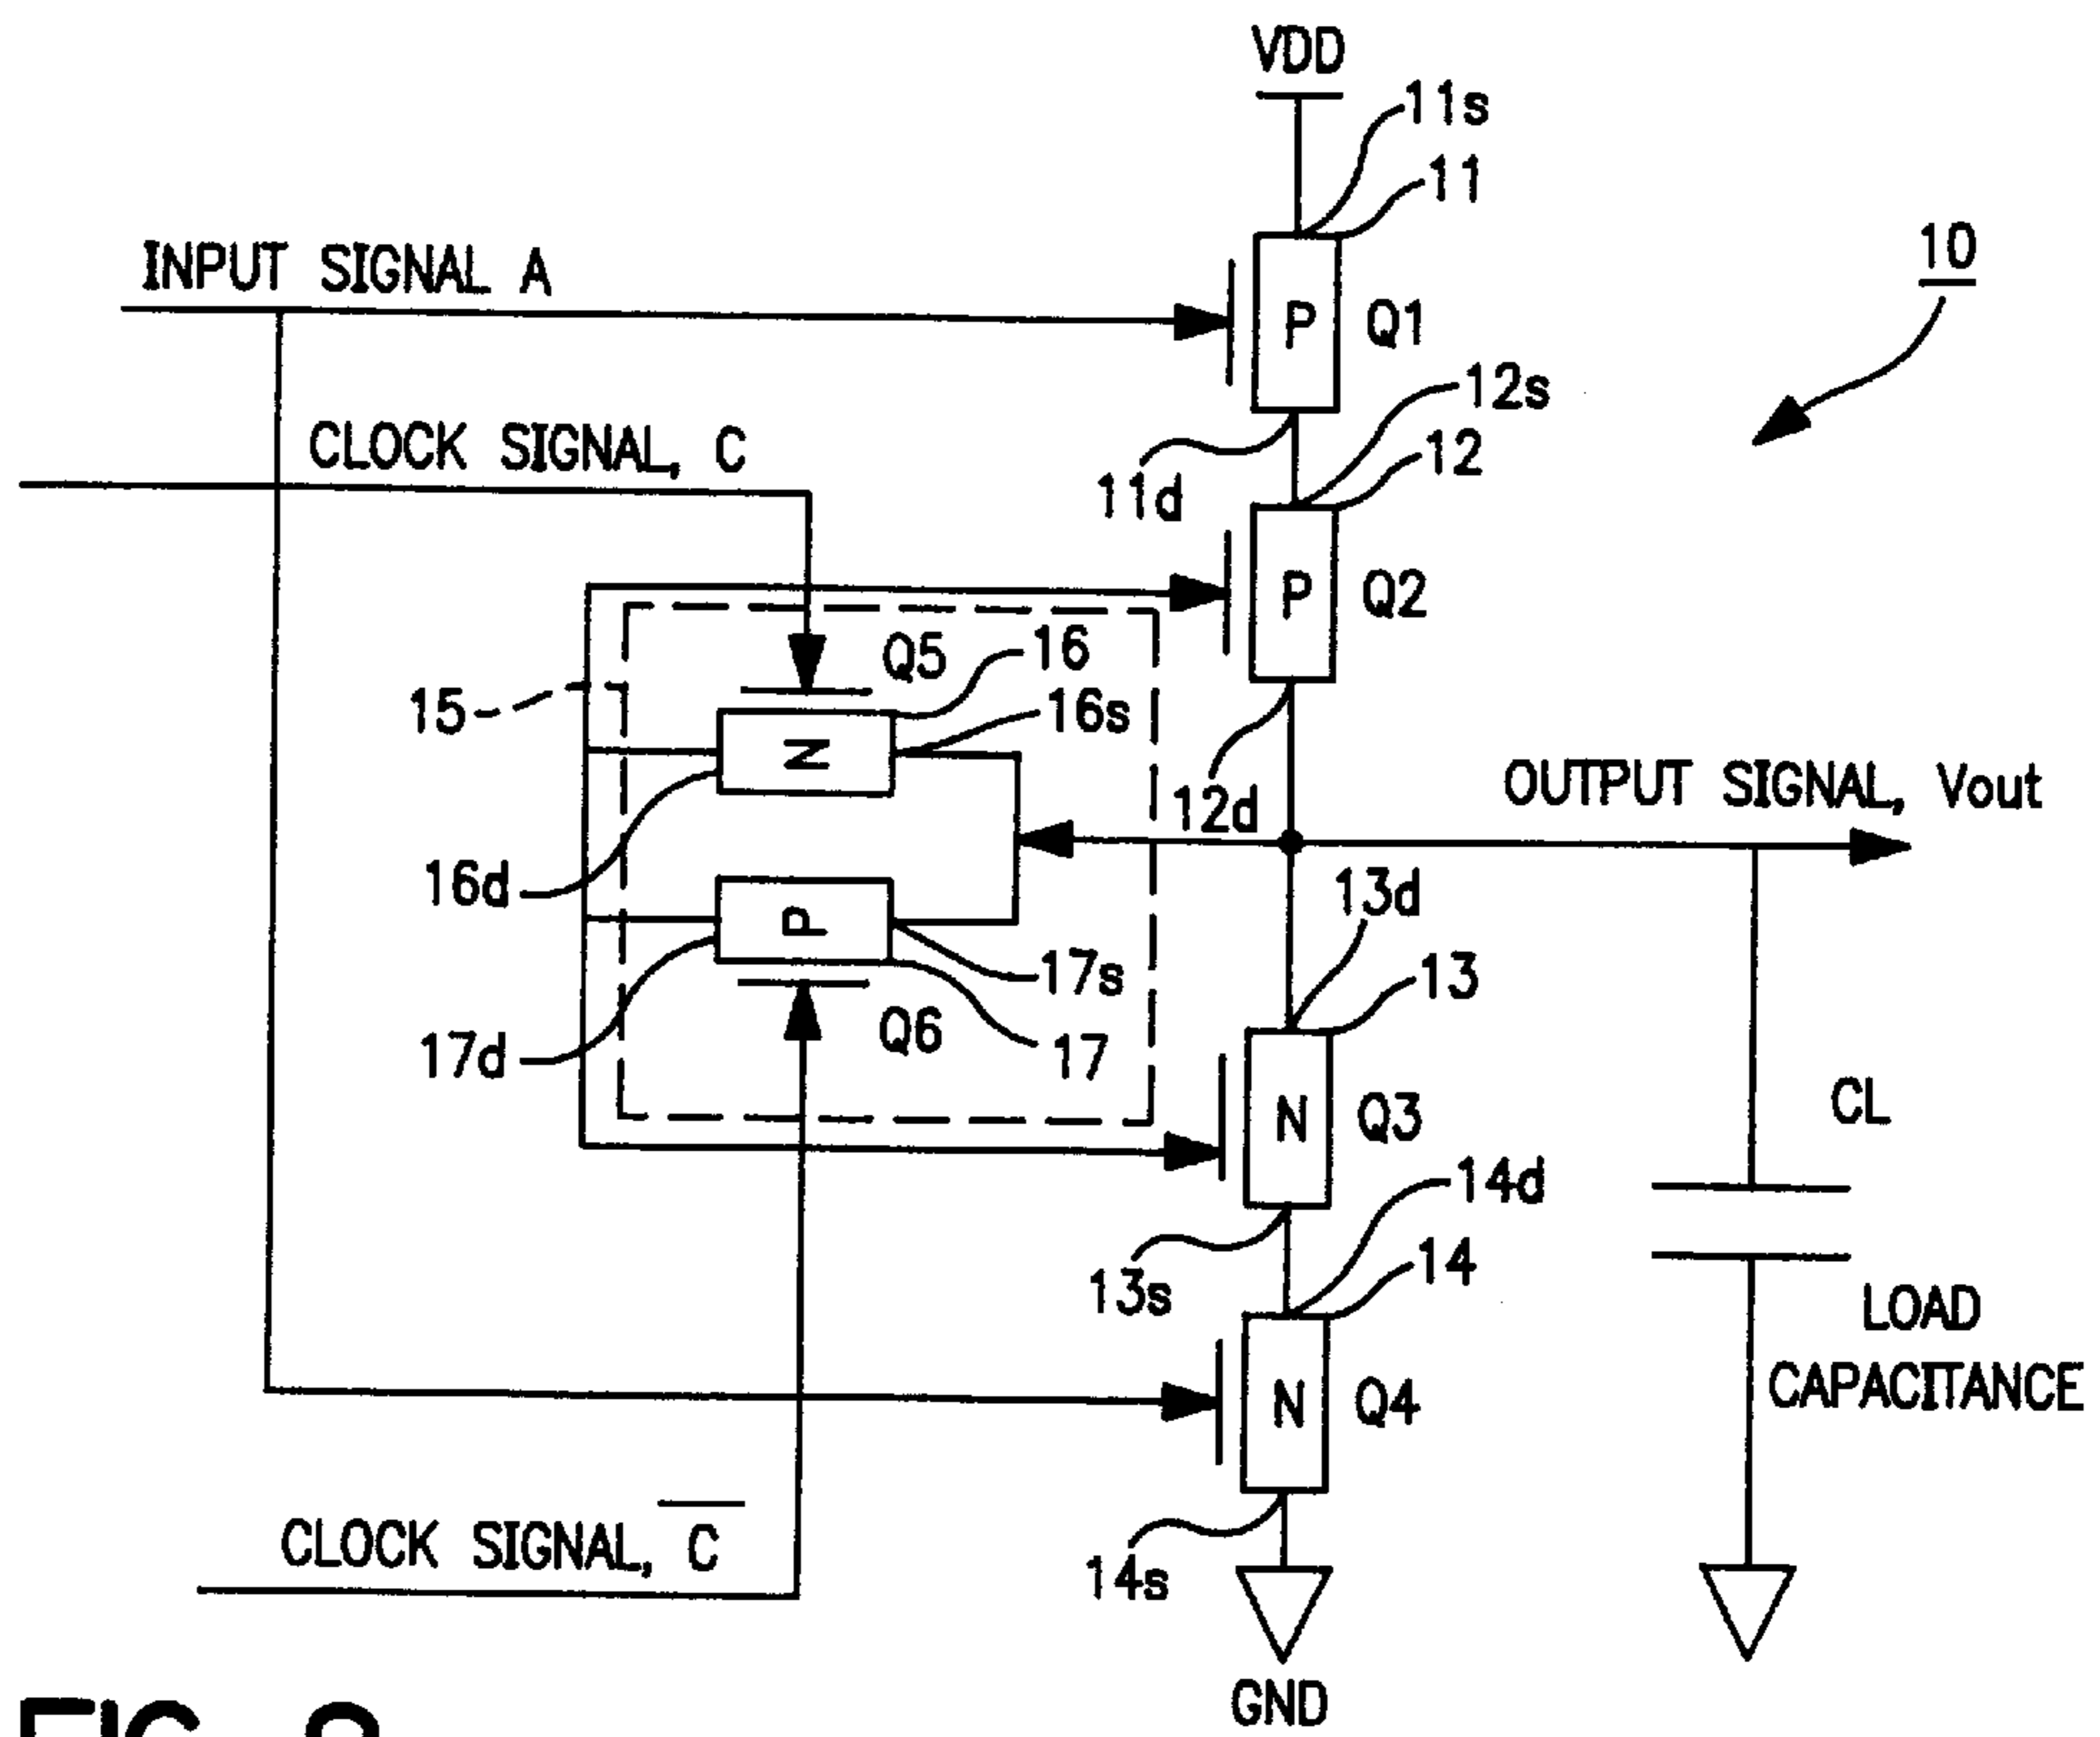 VDD
11s
11
INPUT SIGNAL A
10
P
Q1
12s
CLOCK SIGNAL, C
12
11d
P
Q2
Q5
16
15
16s
N
OUTPUT SIGNAL, Vout
12d
16d
13d
P
17s
13
Q6
17d
17
CL
N
Q3
14d
13s
14
LOAD
CAPACITANCE
N
Q4
CLOCK SIGNAL, C̅
14s
GND